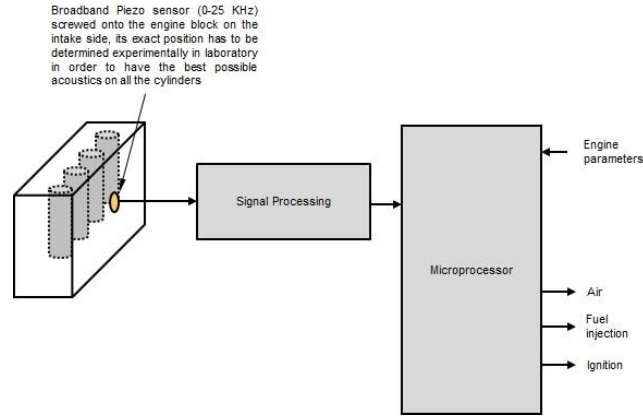 Broadband Piezo sensor (0-25 KHz)
screwed onto the engine block on the
intake side, its exact position has to be
determined experimentally in laboratory
in order to have the best possible
acoustics on all the cylinders
Signal Processing
Microprocessor
Engine
parameters
Air
Fuel
injection
Ignition